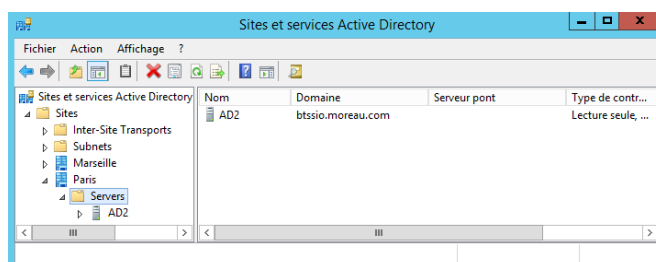 Sites et services Active Directory
Fichier Action Affichage ?
Sites et services Active Directory
Sites
Inter-Site Transports
Subnets
Marseille
Paris
Servers
AD2
Nom Domaine Serveur pont Type de contr...
AD2 btssio.moreau.com Lecture seule, ...